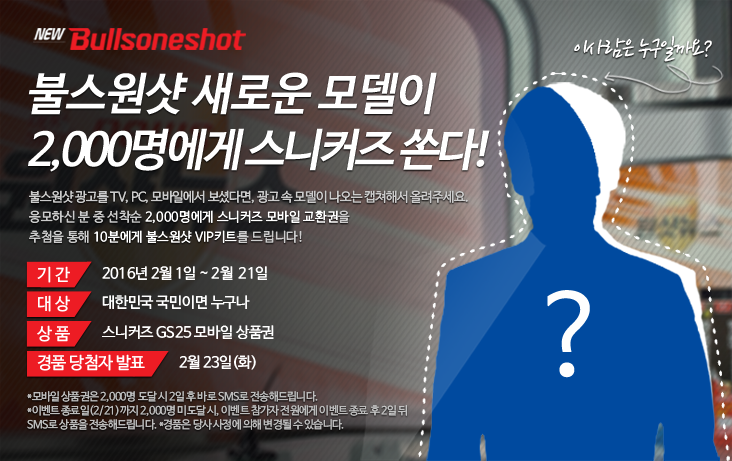 NEW Bullsoneshot
이 사람은 누구일까요?
불스원샷 새로운 모델이
2,000명에게 스니커즈 쏜다!
불스원샷 광고를 TV, PC, 모바일에서 보셨다면, 광고 속 모델이 나오는 캡쳐해서 올려주세요.
응모하신 분 중 선착순 2,000명에게 스니커즈 모바일 교환권을
추첨을 통해 10분에게 불스원샷 VIP키트를 드립니다!
기 간 2016년 2월 1일 ~ 2월 21일
대 상 대한민국 국민이면 누구나
상 품 스니커즈 GS25 모바일 상품권
경품 당첨자 발표 2월 23일(화)
*모바일 상품권은 2,000명 도달 시 2일 후 바로 SMS로 전송해드립니다.
*이벤트 종료일(2/21)까지 2,000명 미도달 시, 이벤트 참가자 전원에게 이벤트 종료 후 2일 뒤
SMS로 상품을 전송해드립니다. *경품은 당사 사정에 의해 변경될 수 있습니다.
?